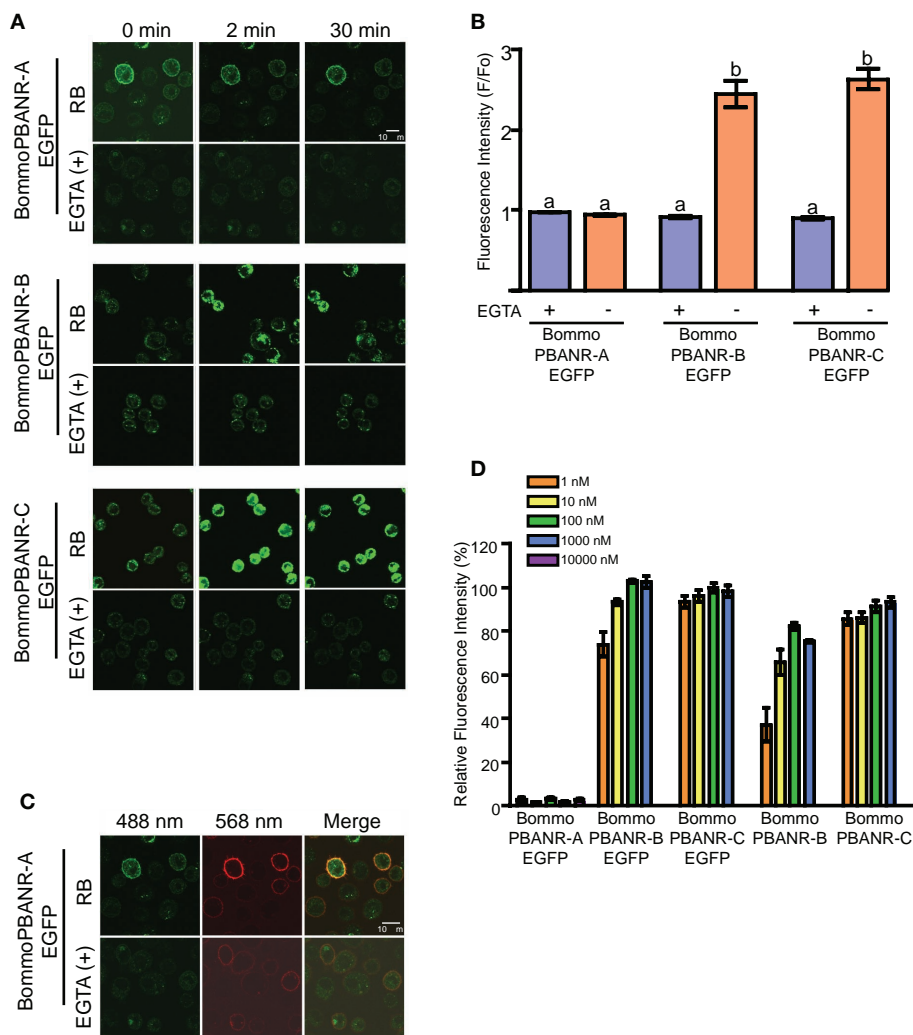 A
0 min 2 min 30 min
BommoPBANR-A
EGFP
RB
EGTA (+)
10 m
BommoPBANR-B
EGFP
RB
EGTA (+)
BommoPBANR-C
EGFP
RB
EGTA (+)
B
Fluorescence Intensity (F/Fo)
3
2
1
a a a b a b
EGTA + - + - + -
Bommo Bommo Bommo
PBANR-A PBANR-B PBANR-C
EGFP EGFP EGFP
C
488 nm 568 nm Merge
BommoPBANR-A
EGFP
RB
EGTA (+)
10 m
D
1 nM
10 nM
100 nM
1000 nM
10000 nM
Relative Fluorescence Intensity (%)
120
100
80
60
40
20
0
Bommo Bommo Bommo Bommo Bommo
PBANR-A PBANR-B PBANR-C PBANR-B PBANR-C
EGFP EGFP EGFP